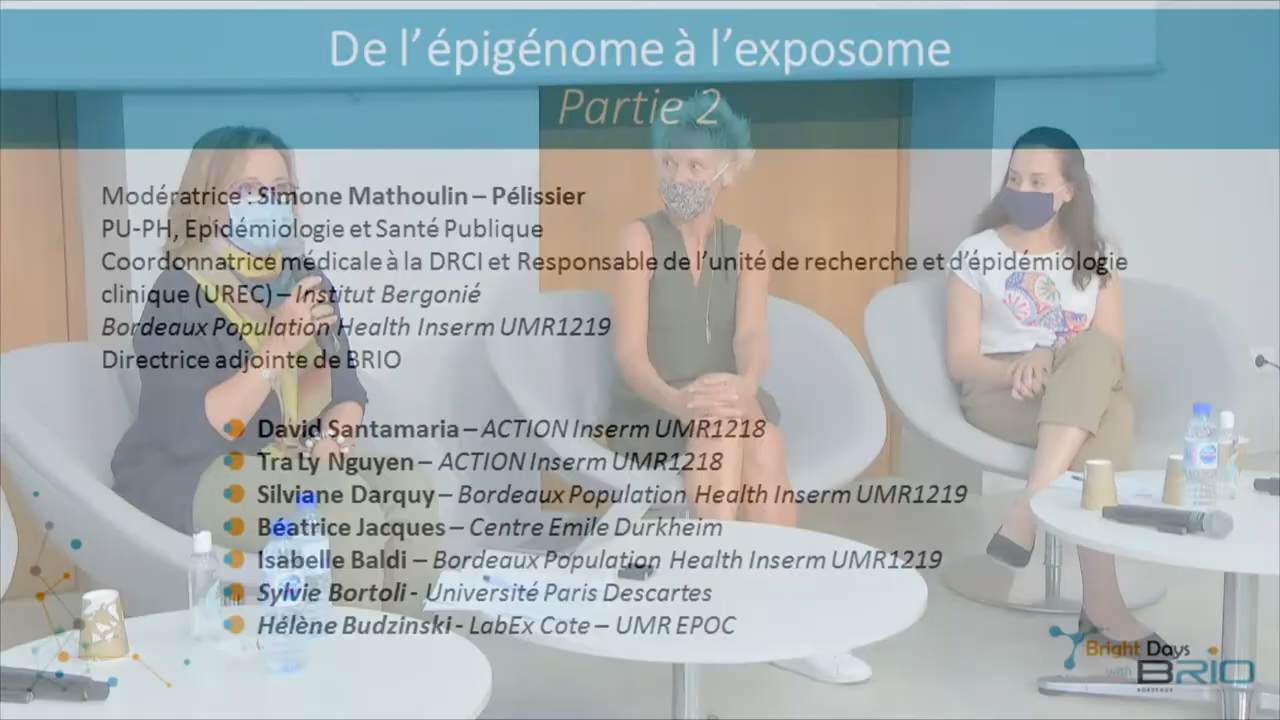 De l’épigénome à l’exposome
Partie 2
Modératrice : Simone Mathoulin – Pélissier
PU-PH, Epidémiologie et Santé Publique
Coordonnatrice médicale à la DRCI et Responsable de l’unité de recherche et d’épidémiologie
clinique (UREC) – Institut Bergonié
Bordeaux Population Health Inserm UMR1219
Directrice adjointe de BRIO
David Santamaria – ACTION Inserm UMR1218
Tra Ly Nguyen – ACTION Inserm UMR1218
Silviane Darquy – Bordeaux Population Health Inserm UMR1219
Béatrice Jacques – Centre Emile Durkheim
Isabelle Baldi – Bordeaux Population Health Inserm UMR1219
Sylvie Bortoli - Université Paris Descartes
Hélène Budzinski - LabEx Cote – UMR EPOC
Bright Days
with BRIO
BORDEAUX